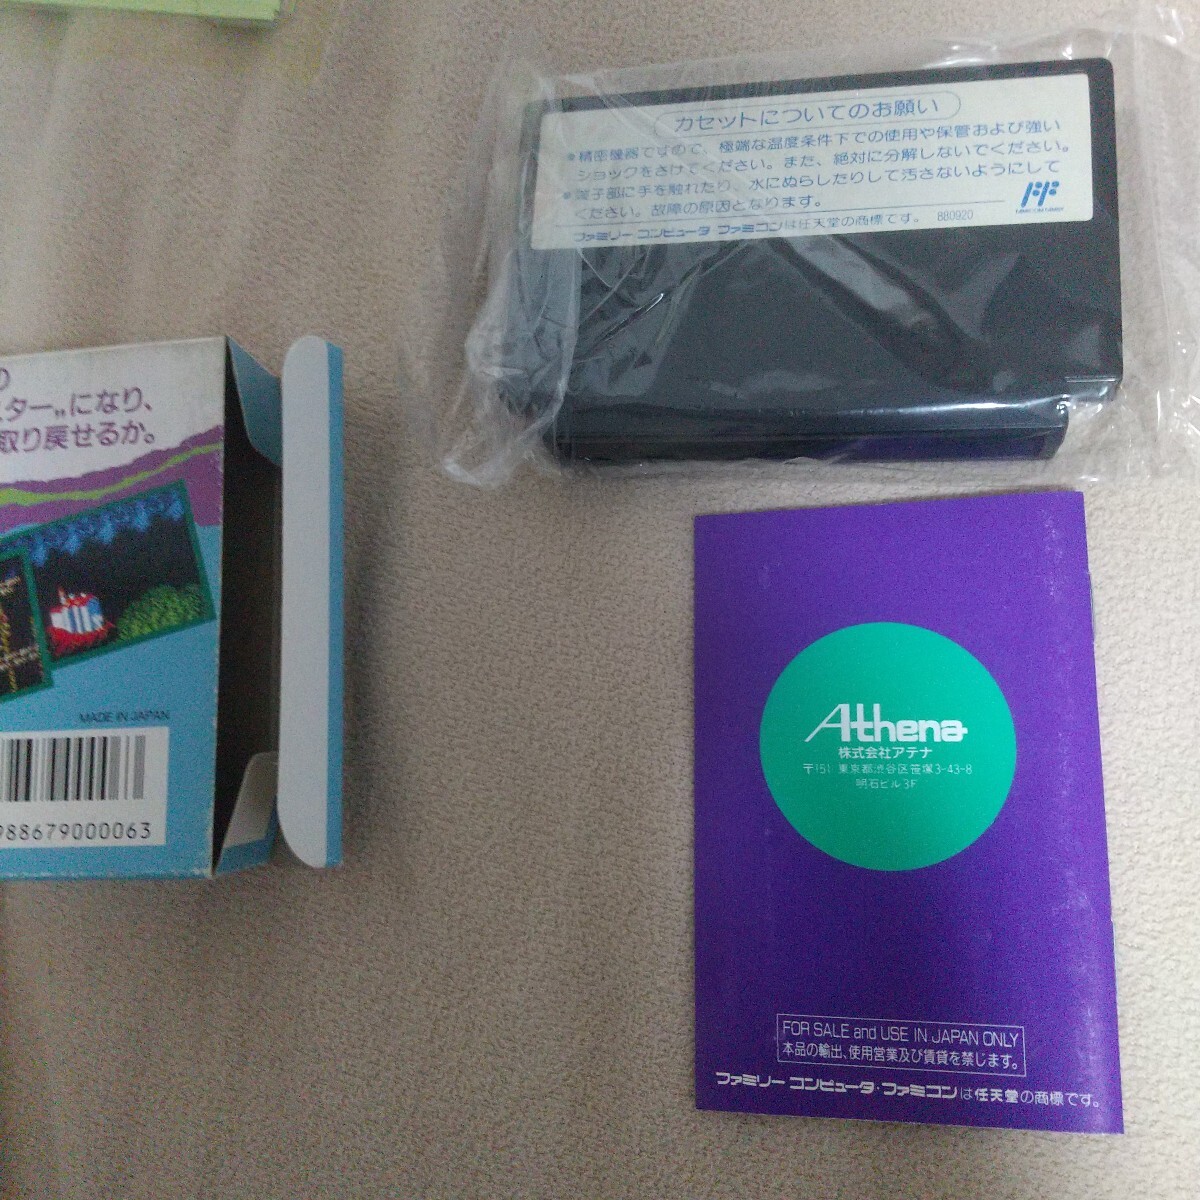 カセットについてのお願い
●精密機器ですので、極端な温度条件下での使用や保管および強い
ショックをさけてください。また、絶対に分解しないでください。
●端子部に手を触れたり、水にぬらしたりして汚さないようにして
ください。故障の原因となります。
ファミリー コンピュータ・ファミコンは任天堂の商標です。 880920
の
スター〟になり、
取り戻せるか。
MADE IN JAPAN
988679000063
Athena
株式会社アテナ
〒151 東京都渋谷区笹塚3-43-8
明石ビル3F
FOR SALE and USE IN JAPAN ONLY
本品の輸出、使用営業及び賃貸を禁じます。
ファミリー コンピュータ・ファミコンは任天堂の商標です。